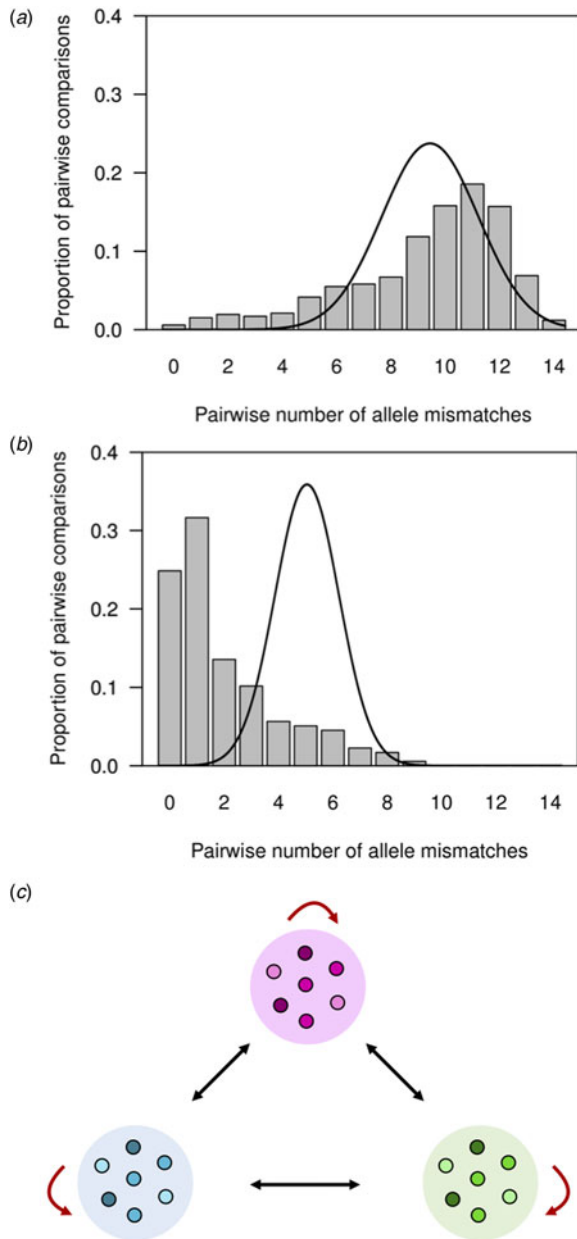 (a)
0.4
0.3
0.2
0.1
0.0
Proportion of pairwise comparisons
0 2 4 6 8 10 12 14
Pairwise number of allele mismatches
(b)
0.4
0.3
0.2
0.1
0.0
Proportion of pairwise comparisons
0 2 4 6 8 10 12 14
Pairwise number of allele mismatches
(c)